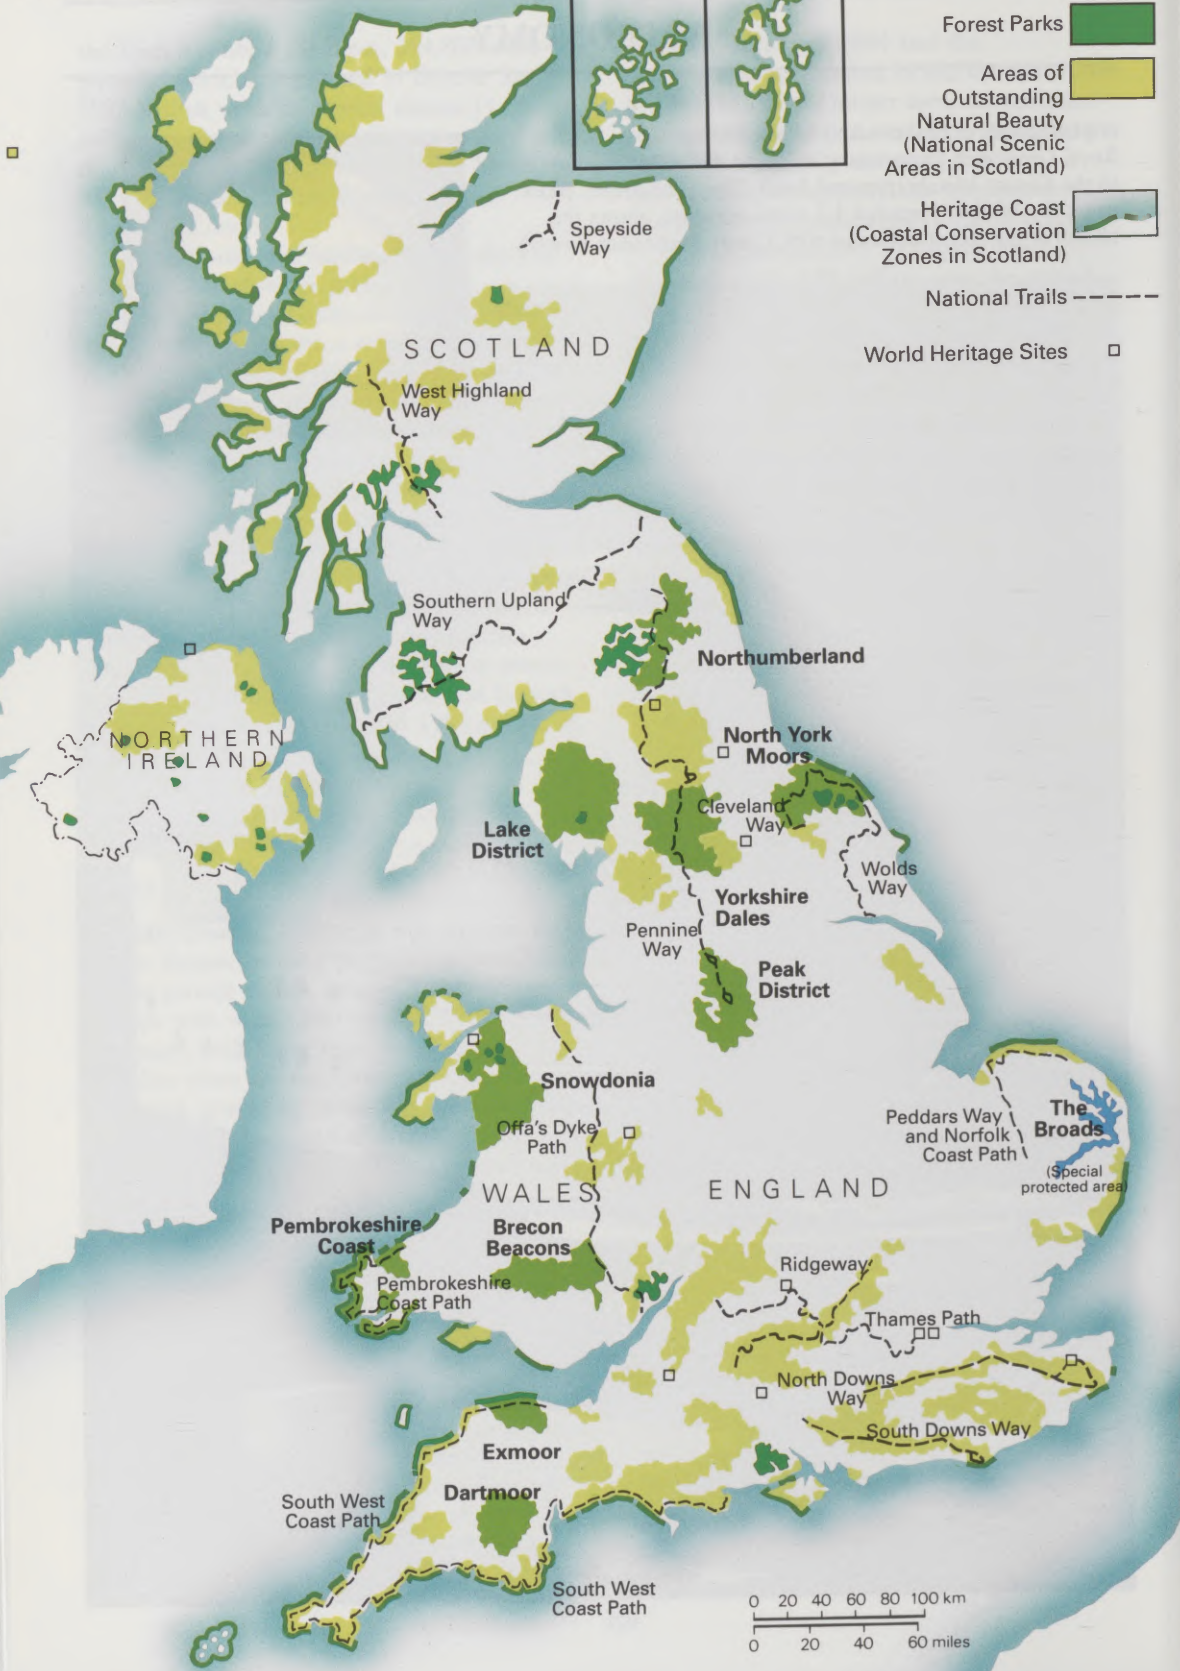 Forest Parks
Areas of
Outstanding
Natural Beauty
(National Scenic
Areas in Scotland)
Heritage Coast
(Coastal Conservation
Zones in Scotland)
National Trails
World Heritage Sites
Speyside
Way
SCOTLAND
West Highland
Way
Southern Upland
Way
Northumberland
NORTHERN
IRELAND
North York
Moors
Cleveland
Way
Lake
District
Wolds
Way
Yorkshire
Dales
Pennine
Way
Peak
District
Snowdonia
Offa's Dyke
Path
Peddars Way
and Norfolk
Coast Path
The
Broads
(Special
protected area)
WALES
ENGLAND
Pembrokeshire
Coast
Brecon
Beacons
Pembrokeshire
Coast Path
Ridgeway
Thames Path
North Downs
Way
South Downs Way
Exmoor
Dartmoor
South West
Coast Path
South West
Coast Path
0 20 40 60 80 100 km
0 20 40 60 miles